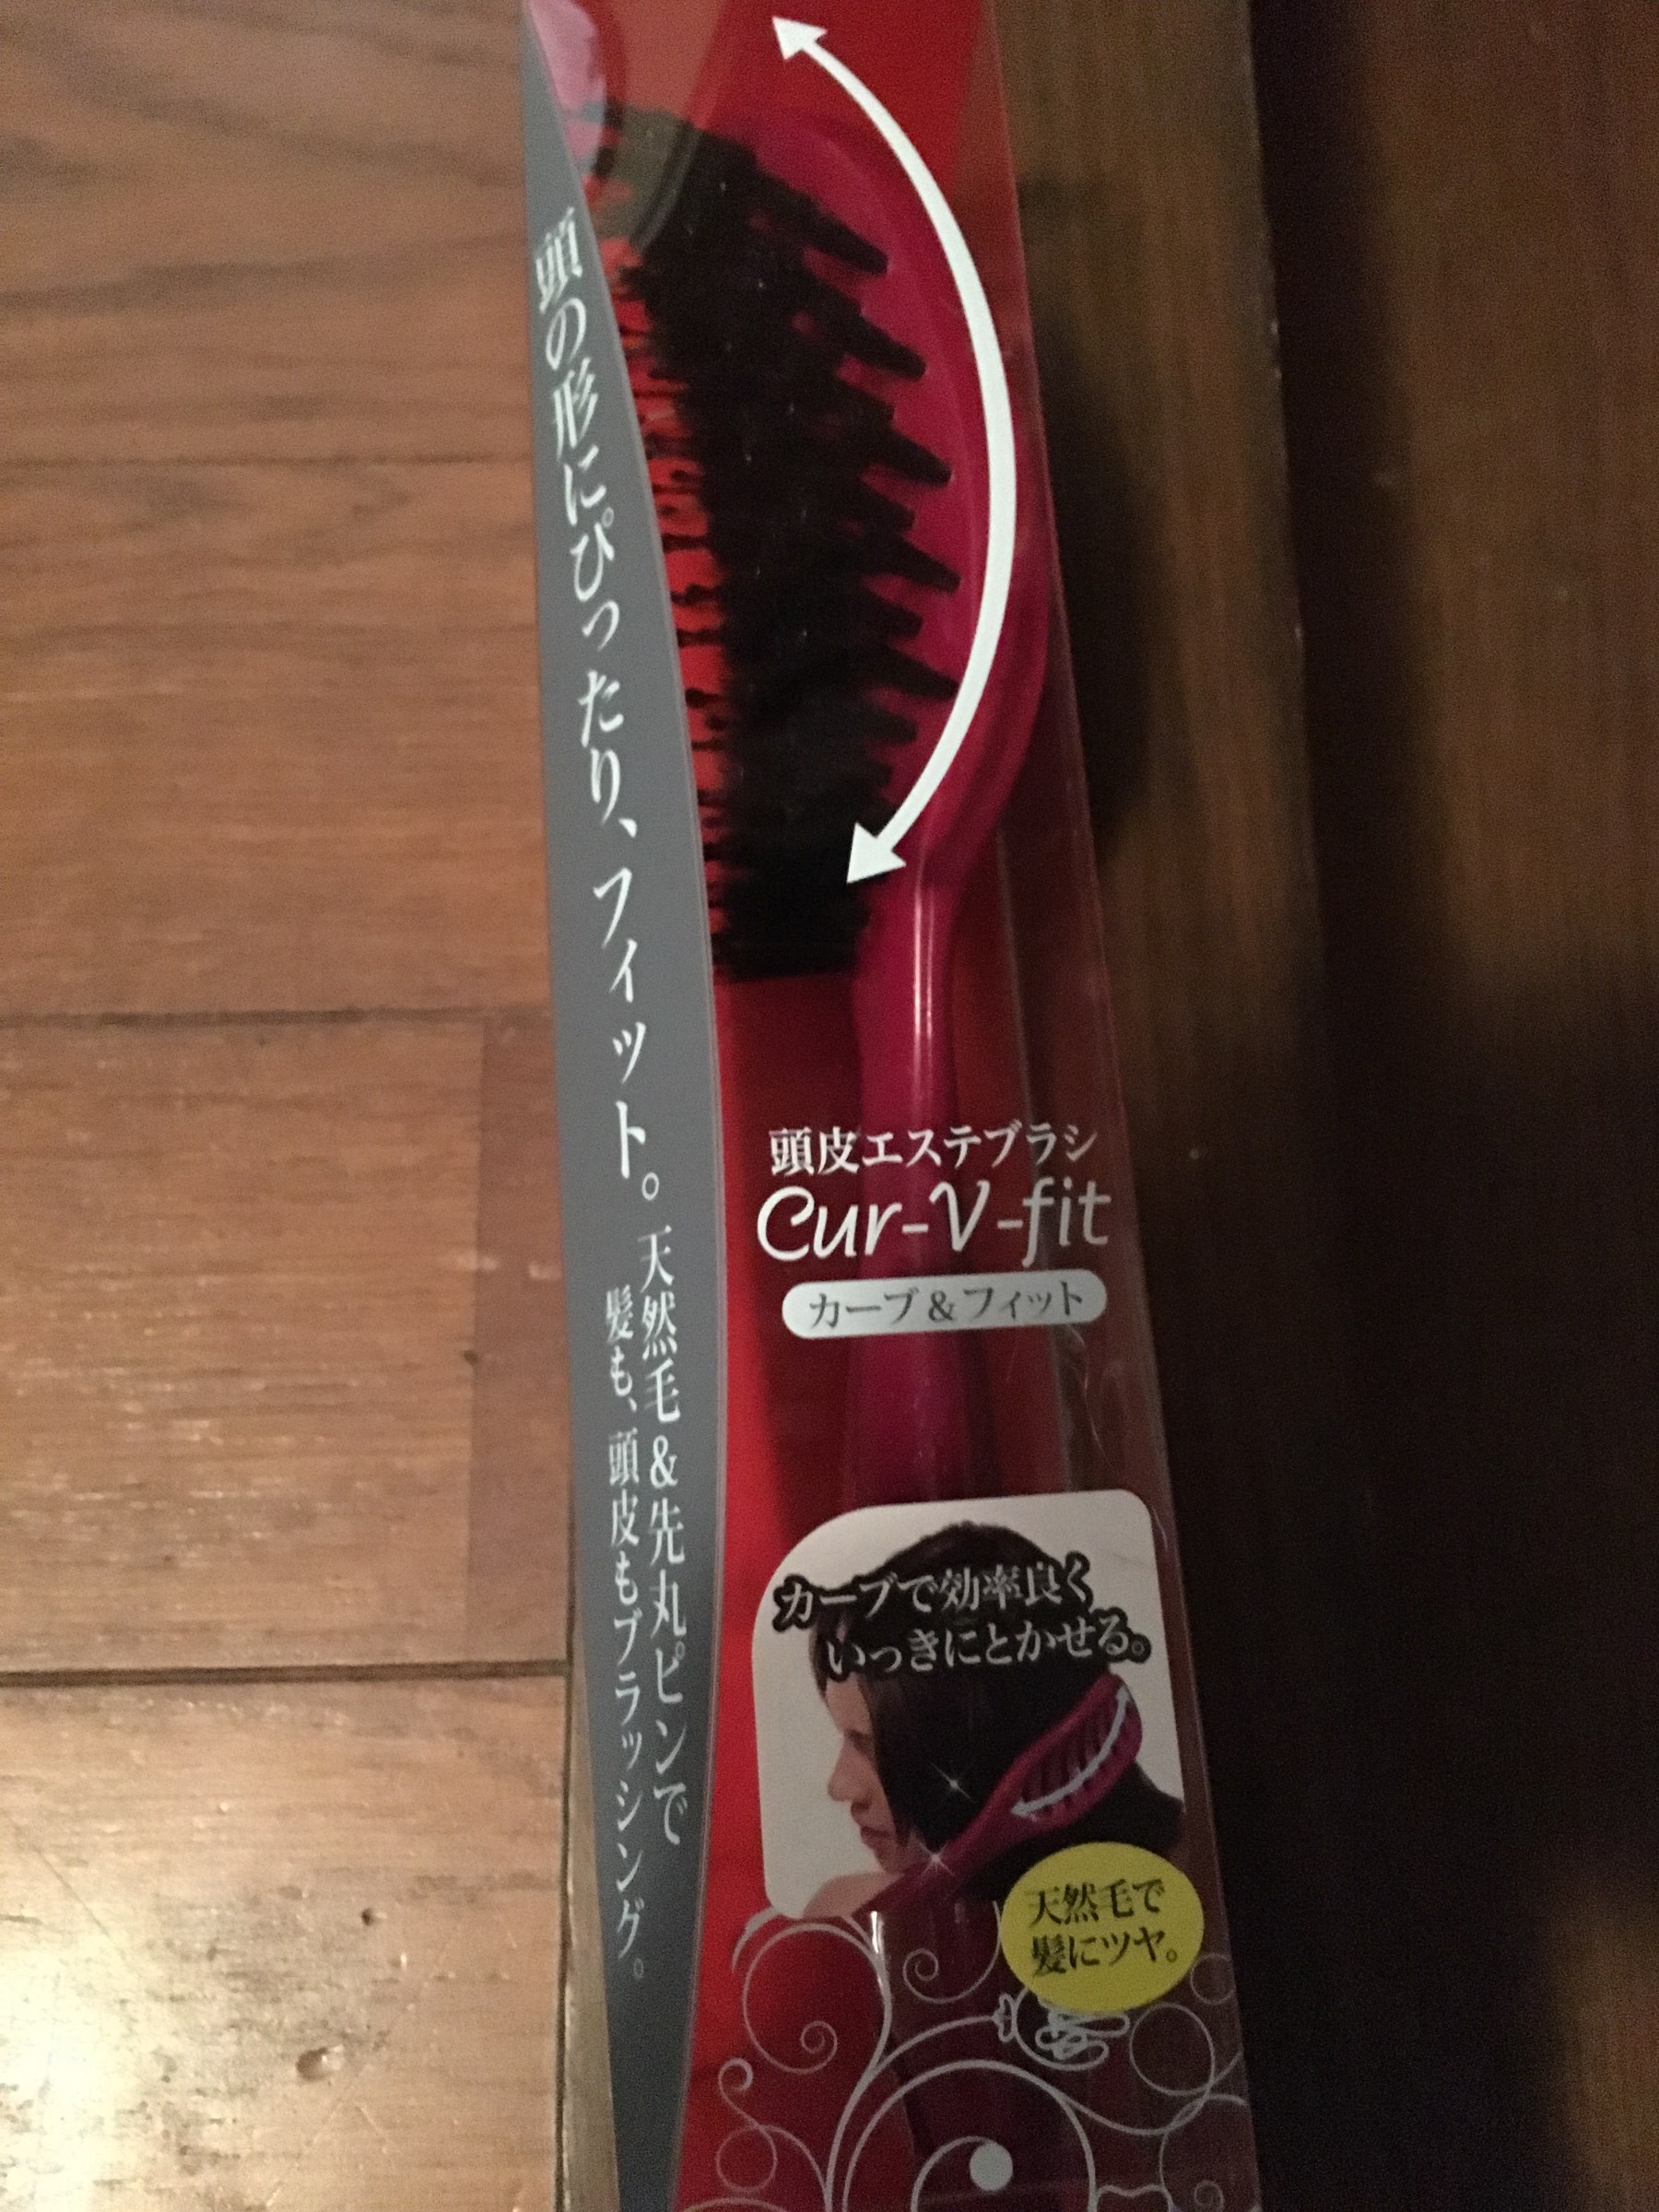 頭の形にぴったり、フィット。
天然毛&先丸ピンで
髪も、頭皮もブラッシング。
頭皮エステブラシ
Cur-V-fit
カーブ&フィット
カーブで効率良く
いっきにとかせる。
天然毛で
髪にツヤ。